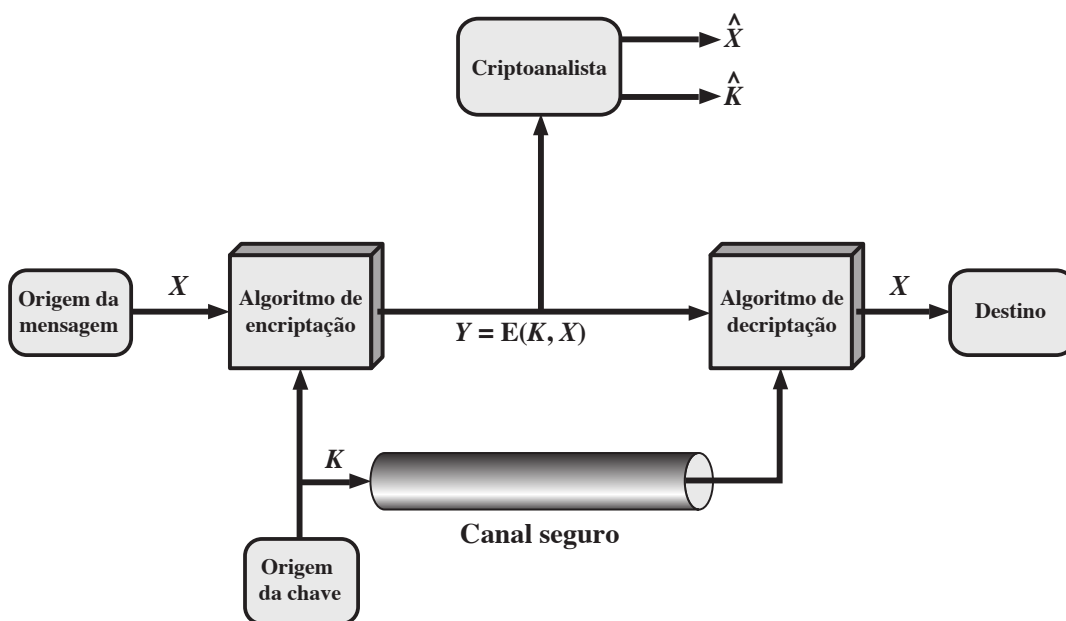 X̂
Criptoanalista
K̂
Origem da
mensagem
X
Algoritmo de
encriptação
Y = E(K, X)
Algoritmo de
decriptação
X
Destino
K
Canal seguro
Origem
da chave